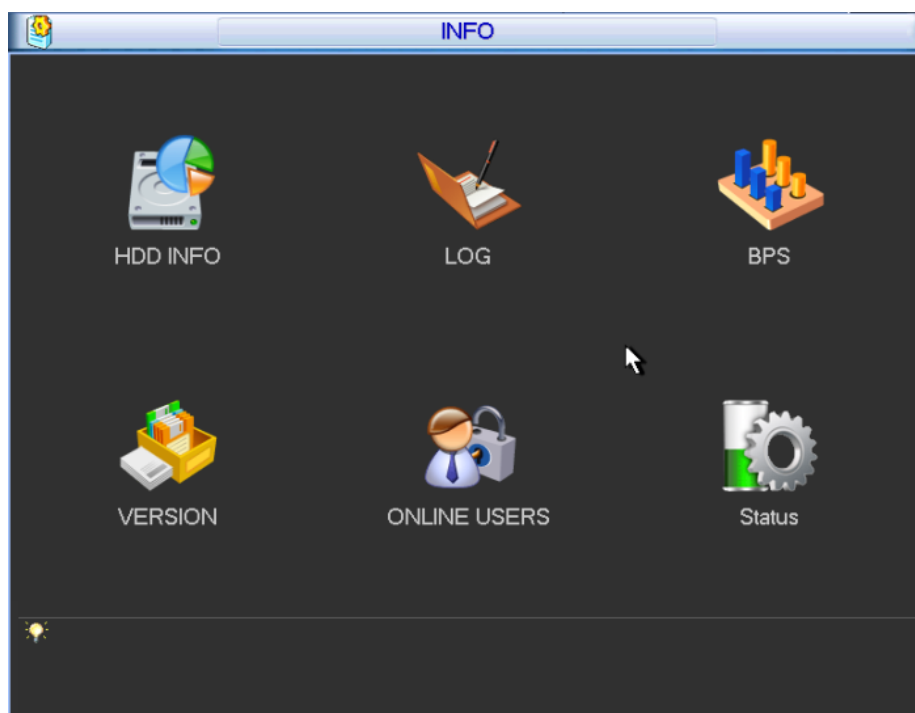 INFO
HDD INFO
LOG
BPS
VERSION
ONLINE USERS
Status